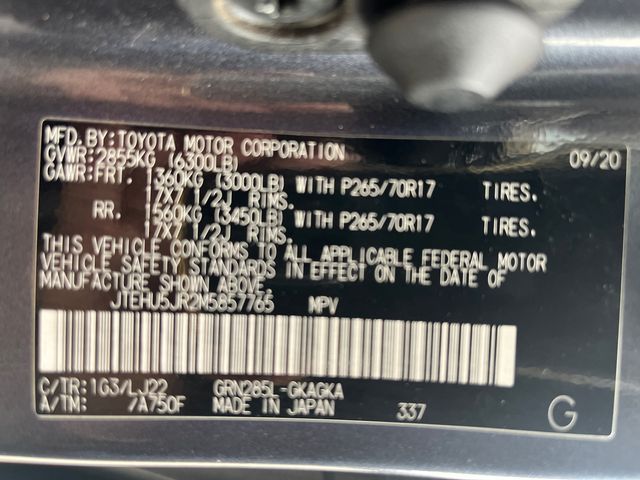 MFD.BY:TOYOTA MOTOR CORPORATION 09/20
GVWR:2855KG (6300LB)
GAWR:FRT. 1360KG (3000LB) WITH P265/70R17 TIRES.
17X7 1/2J RIMS.
RR. 1560KG (3450LB) WITH P265/70R17 TIRES.
17X7 1/2J RIMS.
THIS VEHICLE CONFORMS TO ALL APPLICABLE FEDERAL MOTOR
VEHICLE SAFETY STANDARDS IN EFFECT ON THE DATE OF
MANUFACTURE SHOWN ABOVE.
JTEHU5JR2M5857765 MPV
C/TR:1G3/LJ22 GRN285L-GKAGKA
A/TM: 7A750F MADE IN JAPAN 337 G